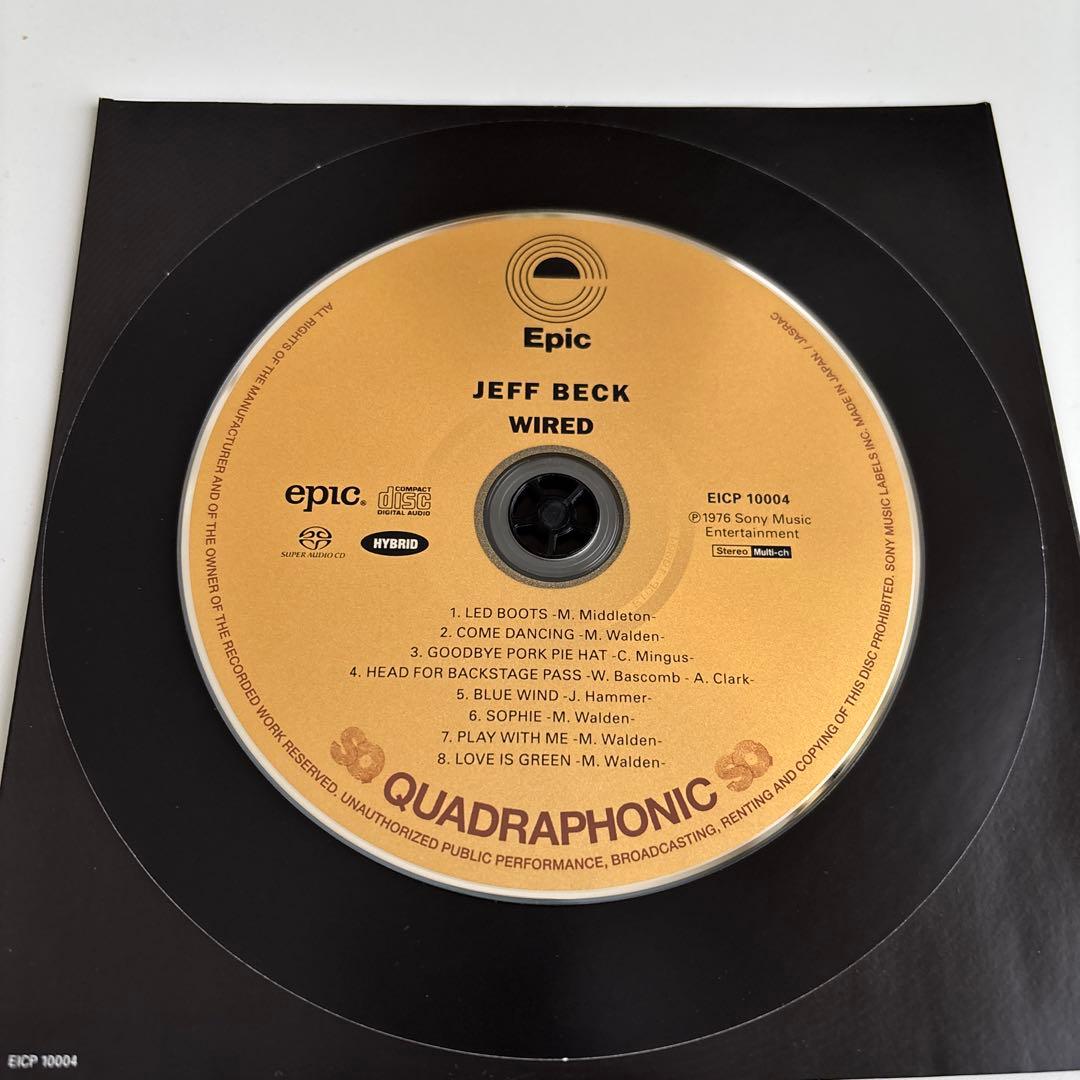 Epic
JEFF BECK
WIRED
epic®
COMPACT
disc
DIGITAL AUDIO
SUPER AUDIO CD
HYBRID
EICP 10004
℗1976 Sony Music
Entertainment
Stereo Multi-ch
1. LED BOOTS -M. Middleton-
2. COME DANCING -M. Walden-
3. GOODBYE PORK PIE HAT -C. Mingus-
4. HEAD FOR BACKSTAGE PASS -W. Bascomb - A. Clark-
5. BLUE WIND -J. Hammer-
6. SOPHIE -M. Walden-
7. PLAY WITH ME -M. Walden-
8. LOVE IS GREEN -M. Walden-
SQ QUADRAPHONIC SQ
ALL RIGHTS OF THE MANUFACTURER AND OF THE OWNER OF THE RECORDED WORK RESERVED. UNAUTHORIZED PUBLIC PERFORMANCE, BROADCASTING, RENTING AND COPYING OF THIS DISC PROHIBITED. SONY MUSIC LABELS INC. MADE IN JAPAN. / JASRAC
EICP 10004